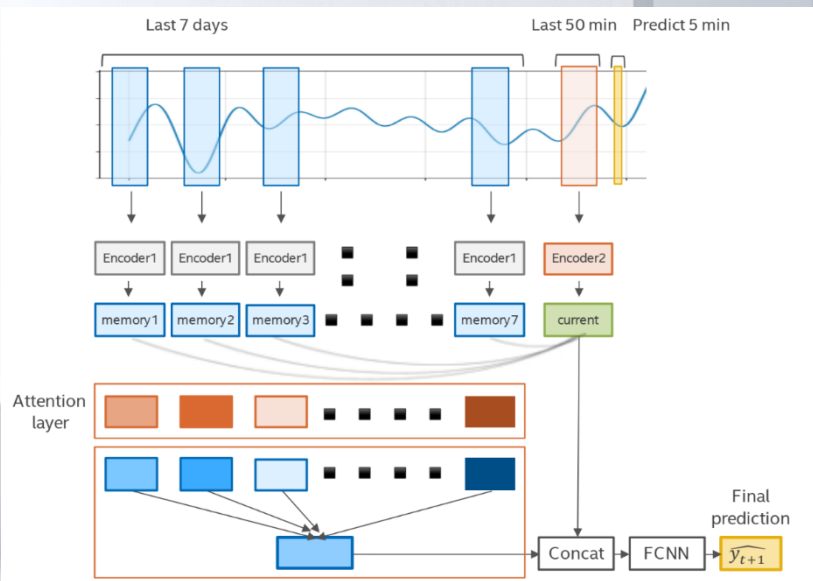 Last 7 days
Last 50 min
Predict 5 min
Encoder1
Encoder1
Encoder1
Encoder1
Encoder2
memory1
memory2
memory3
memory7
current
Attention
layer
Final
prediction
Concat
FCNN
$\widehat{y_{t+1}}$